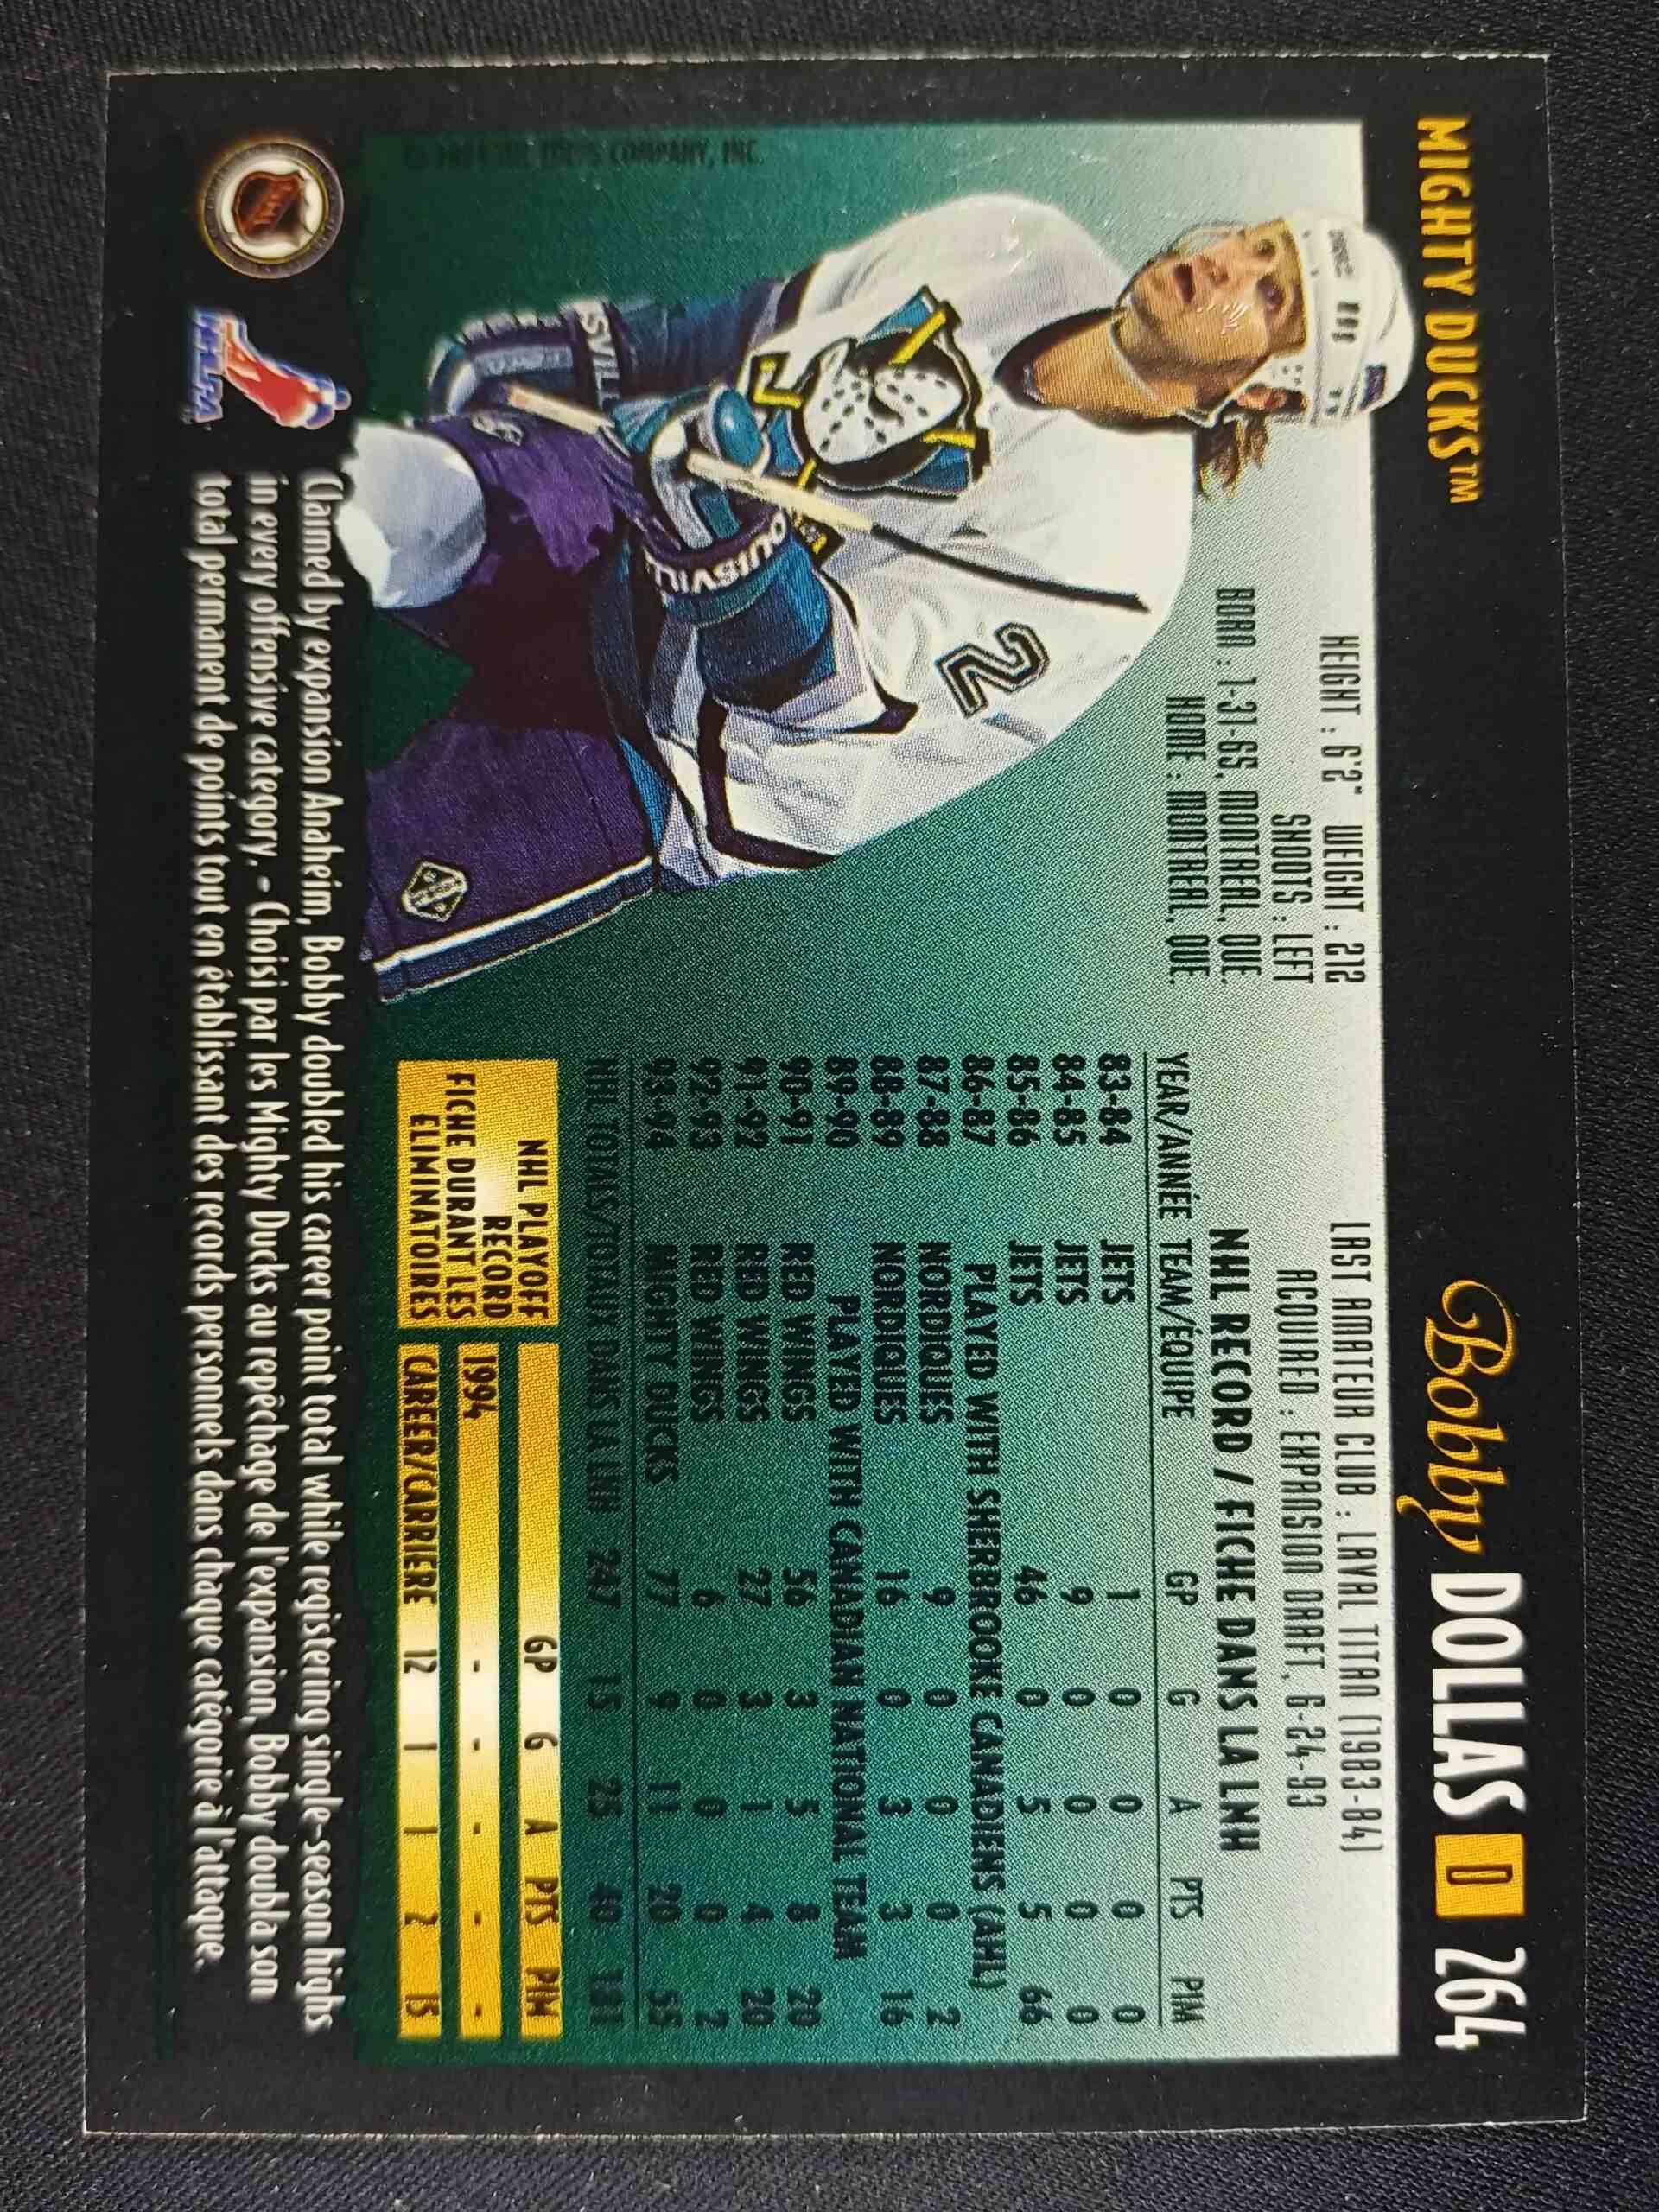 MIGHTY DUCKS™
Bobby DOLLAS D 264
HEIGHT : 6'2" WEIGHT : 212
SHOOTS : LEFT
BORN : 1-31-65, MONTREAL, QUE.
HOME : MONTREAL, QUE.
LAST AMATEUR CLUB : LAVAL TITAN (1983-84)
ACQUIRED : EXPANSION DRAFT, 6-24-93
NHL RECORD / FICHE DANS LA LNH
YEAR/ANNÉE TEAM/ÉQUIPE GP G A PTS PIM
83-84 JETS 1 0 0 0 0
84-85 JETS 9 0 0 0 0
85-86 JETS 46 0 5 5 66
86-87 PLAYED WITH SHERBROOKE CANADIENS (AHL)
87-88 NORDIQUES 9 0 0 0 2
88-89 NORDIQUES 16 0 3 3 16
89-90 PLAYED WITH CANADIAN NATIONAL TEAM
90-91 RED WINGS 56 3 5 8 20
91-92 RED WINGS 27 3 1 4 20
92-93 RED WINGS 6 0 0 0 2
93-94 MIGHTY DUCKS 77 9 11 20 55
NHL TOTALS/TOTAUX DANS LA LNH 247 15 25 40 181
NHL PLAYOFF RECORD
FICHE DURANT LES ELIMINATOIRES
GP G A PTS PIM
1994 - - - - -
CAREER/CARRIERE 12 1 1 2 15
2
LOUISVILLE
SVILL
COMPANY, INC.
NHL
NHLPA
Claimed by expansion Anaheim, Bobby doubled his career point total while registering single-season highs
in every offensive category. - Choisi par les Mighty Ducks au repêchage de l'expansion, Bobby doubla son
total permanent de points tout en établissant des records personnels dans chaque catégorie à l'attaque.